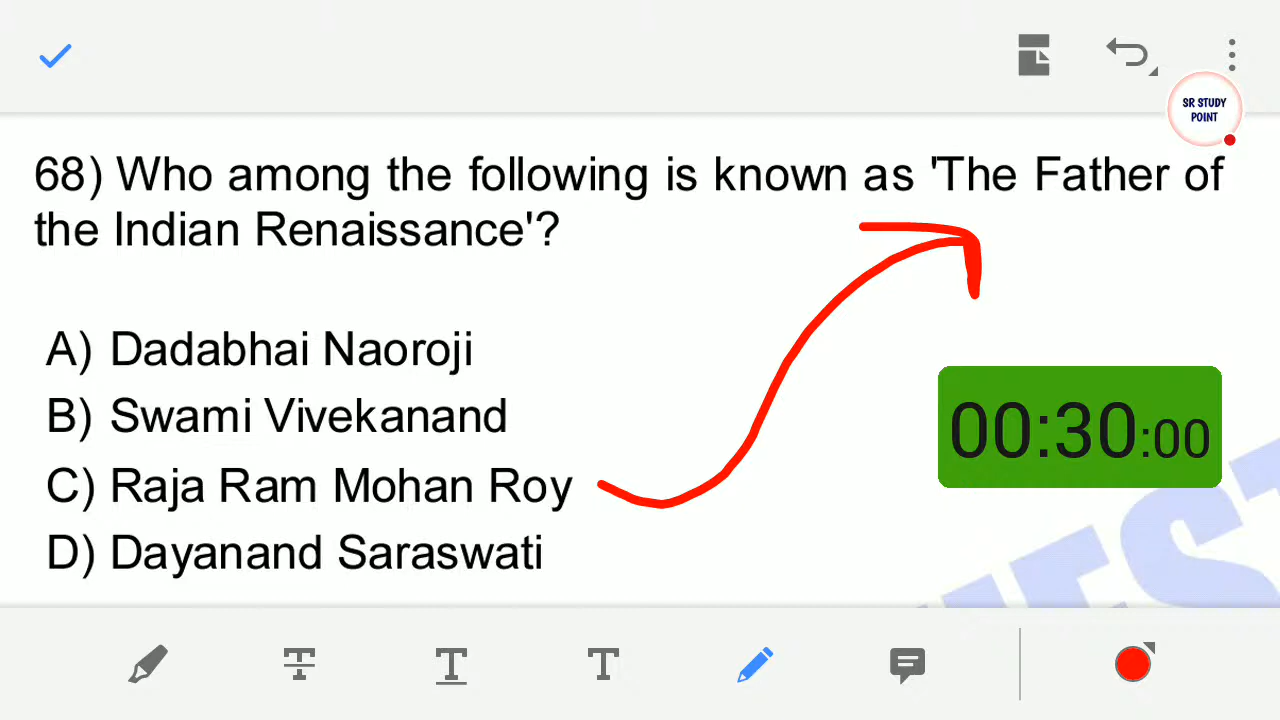 SR STUDY
POINT
68) Who among the following is known as 'The Father of
the Indian Renaissance'?
A) Dadabhai Naoroji
B) Swami Vivekanand
00:30:00
C) Raja Ram Mohan Roy
D) Dayanand Saraswati